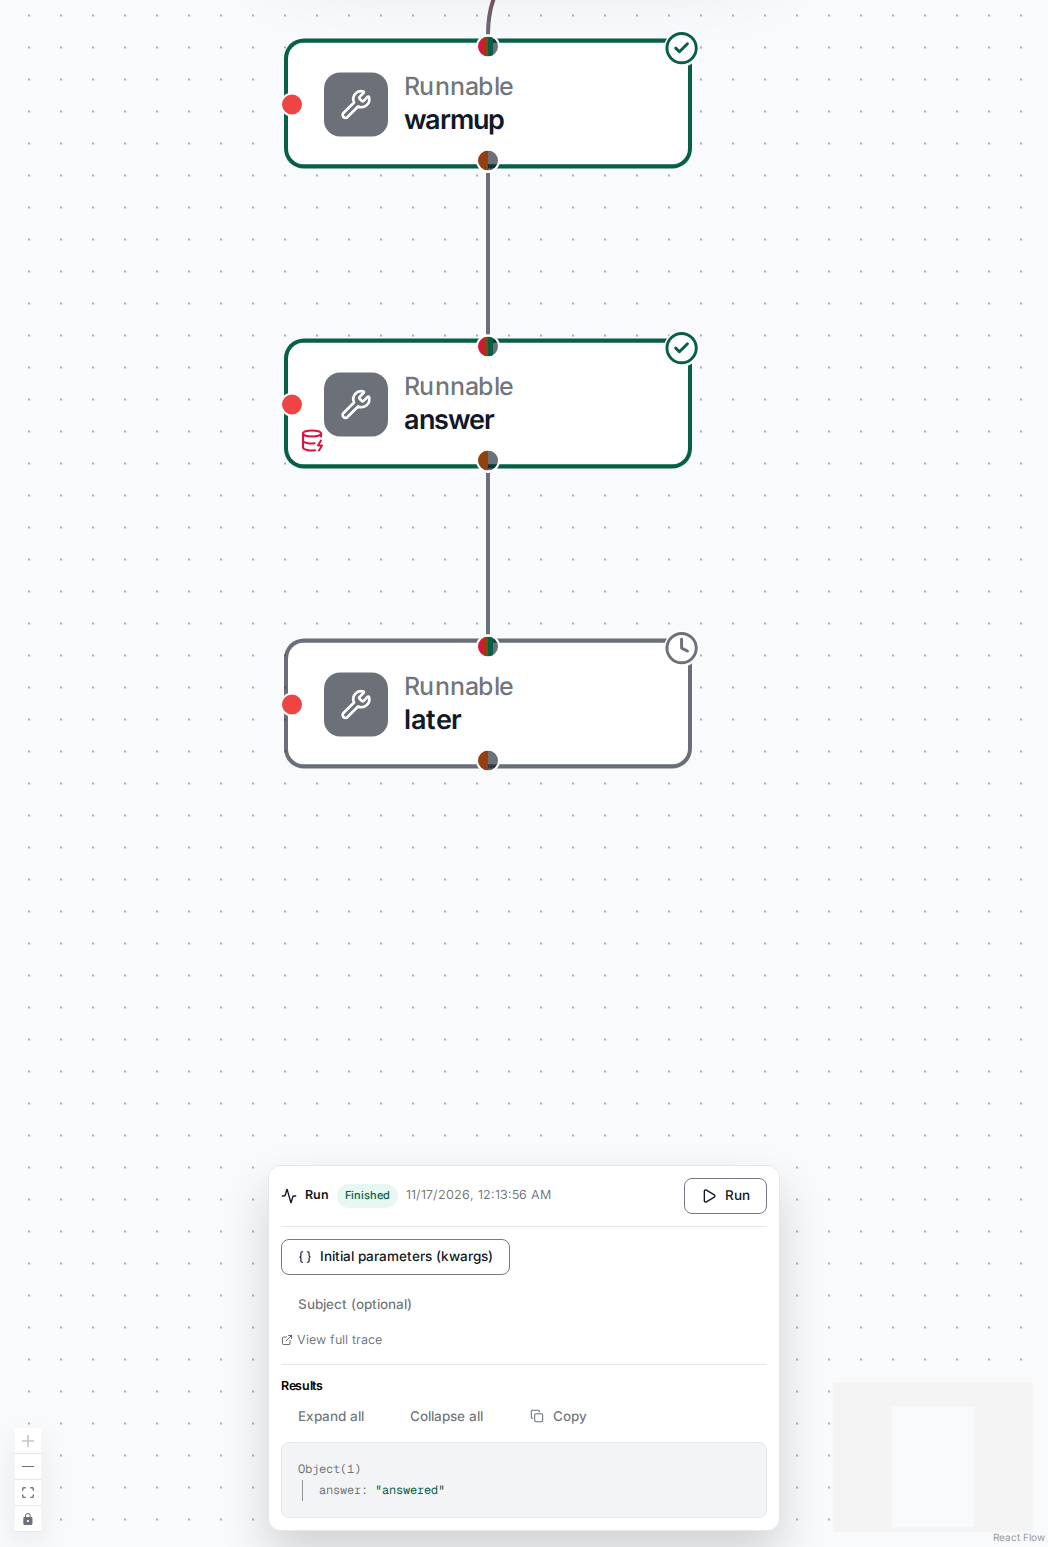 Runnable
warmup
Runnable
answer
Runnable
later
Run Finished 11/17/2026, 12:13:56 AM Run
Initial parameters (kwargs)
Subject (optional)
View full trace
Results
Expand all Collapse all Copy
Object(1)
answer: "answered"
React Flow